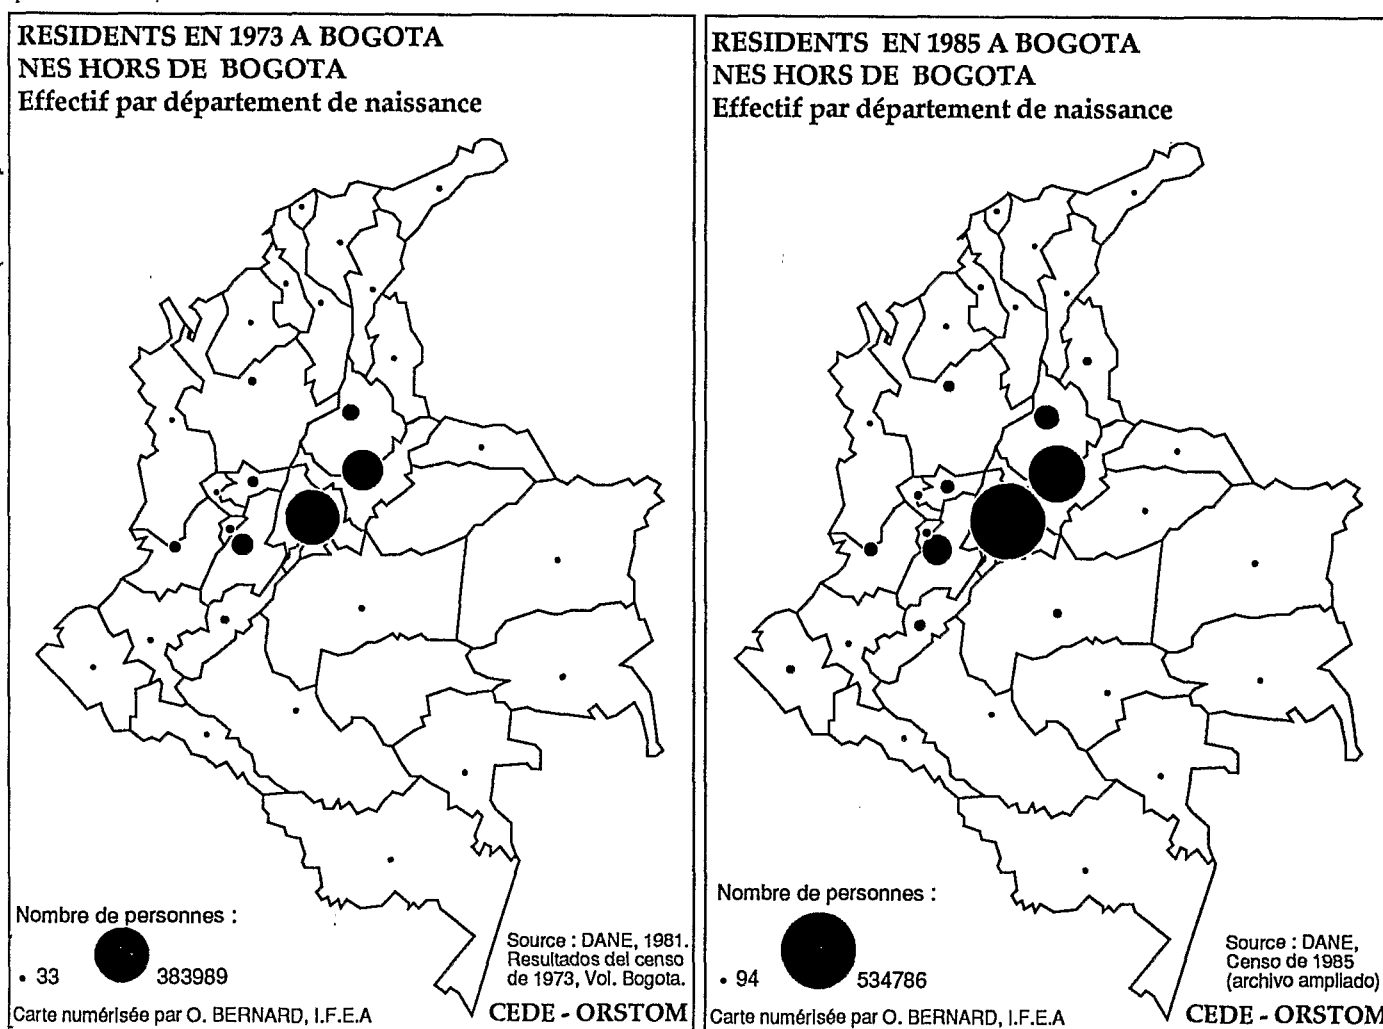 RESIDENTS EN 1973 A BOGOTA
NES HORS DE BOGOTA
Effectif par département de naissance
Nombre de personnes :
33
383989
Source : DANE, 1981.
Resultados del censo
de 1973, Vol. Bogota.
Carte numérisée par O. BERNARD, I.F.E.A
CEDE - ORSTOM
RESIDENTS EN 1985 A BOGOTA
NES HORS DE BOGOTA
Effectif par département de naissance
Nombre de personnes :
94
534786
Source : DANE,
Censo de 1985
(archivo ampliado)
Carte numérisée par O. BERNARD, I.F.E.A
CEDE - ORSTOM